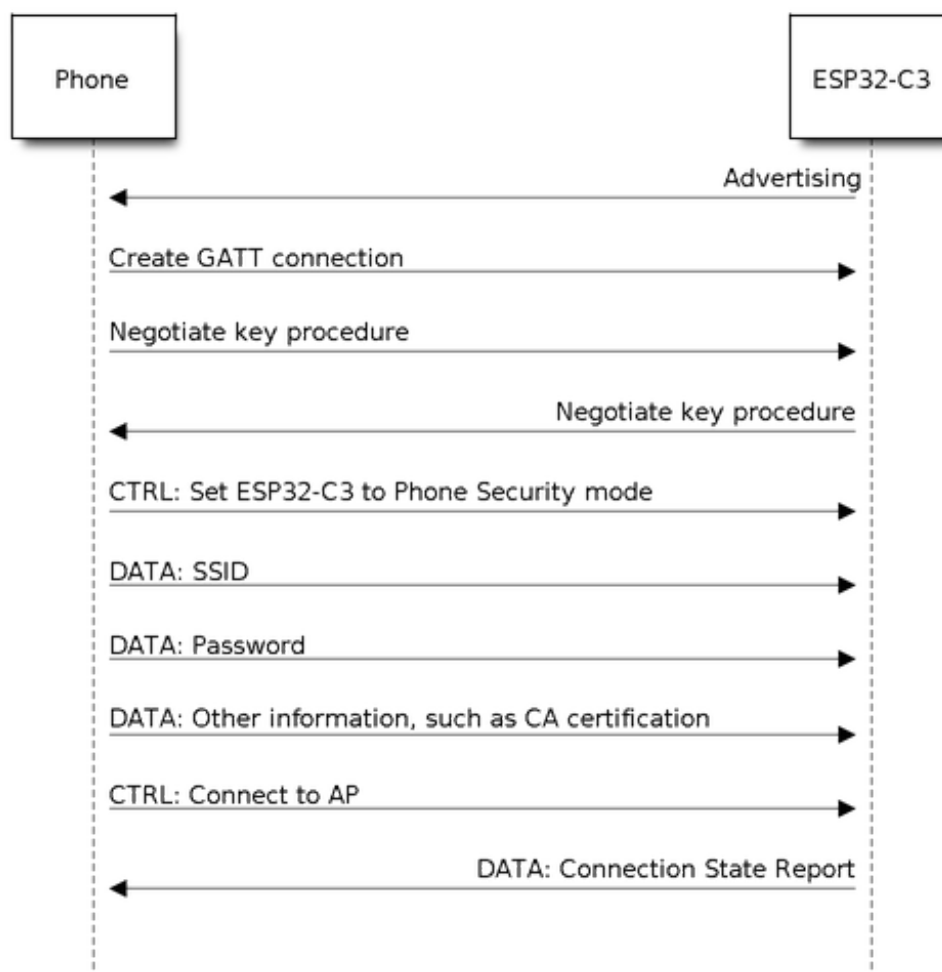 Phone
ESP32-C3
Advertising
Create GATT connection
Negotiate key procedure
Negotiate key procedure
CTRL: Set ESP32-C3 to Phone Security mode
DATA: SSID
DATA: Password
DATA: Other information, such as CA certification
CTRL: Connect to AP
DATA: Connection State Report